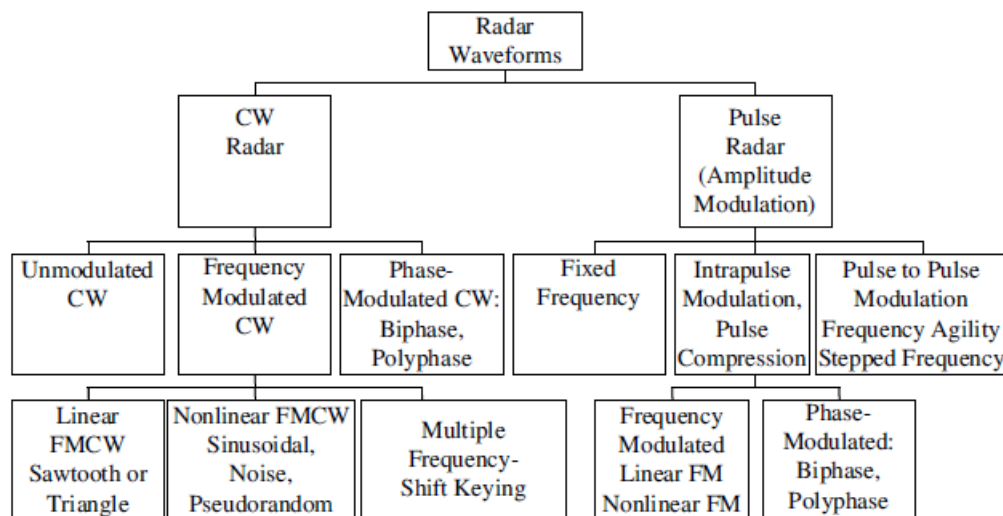 Radar
Waveforms
CW
Radar
Pulse
Radar
(Amplitude
Modulation)
Unmodulated
CW
Frequency
Modulated
CW
Phase-
Modulated CW:
Biphase,
Polyphase
Fixed
Frequency
Intrapulse
Modulation,
Pulse
Compression
Pulse to Pulse
Modulation
Frequency Agility
Stepped Frequency
Linear
FMCW
Sawtooth or
Triangle
Nonlinear FMCW
Sinusoidal,
Noise,
Pseudorandom
Multiple
Frequency-
Shift Keying
Frequency
Modulated
Linear FM
Nonlinear FM
Phase-
Modulated:
Biphase,
Polyphase